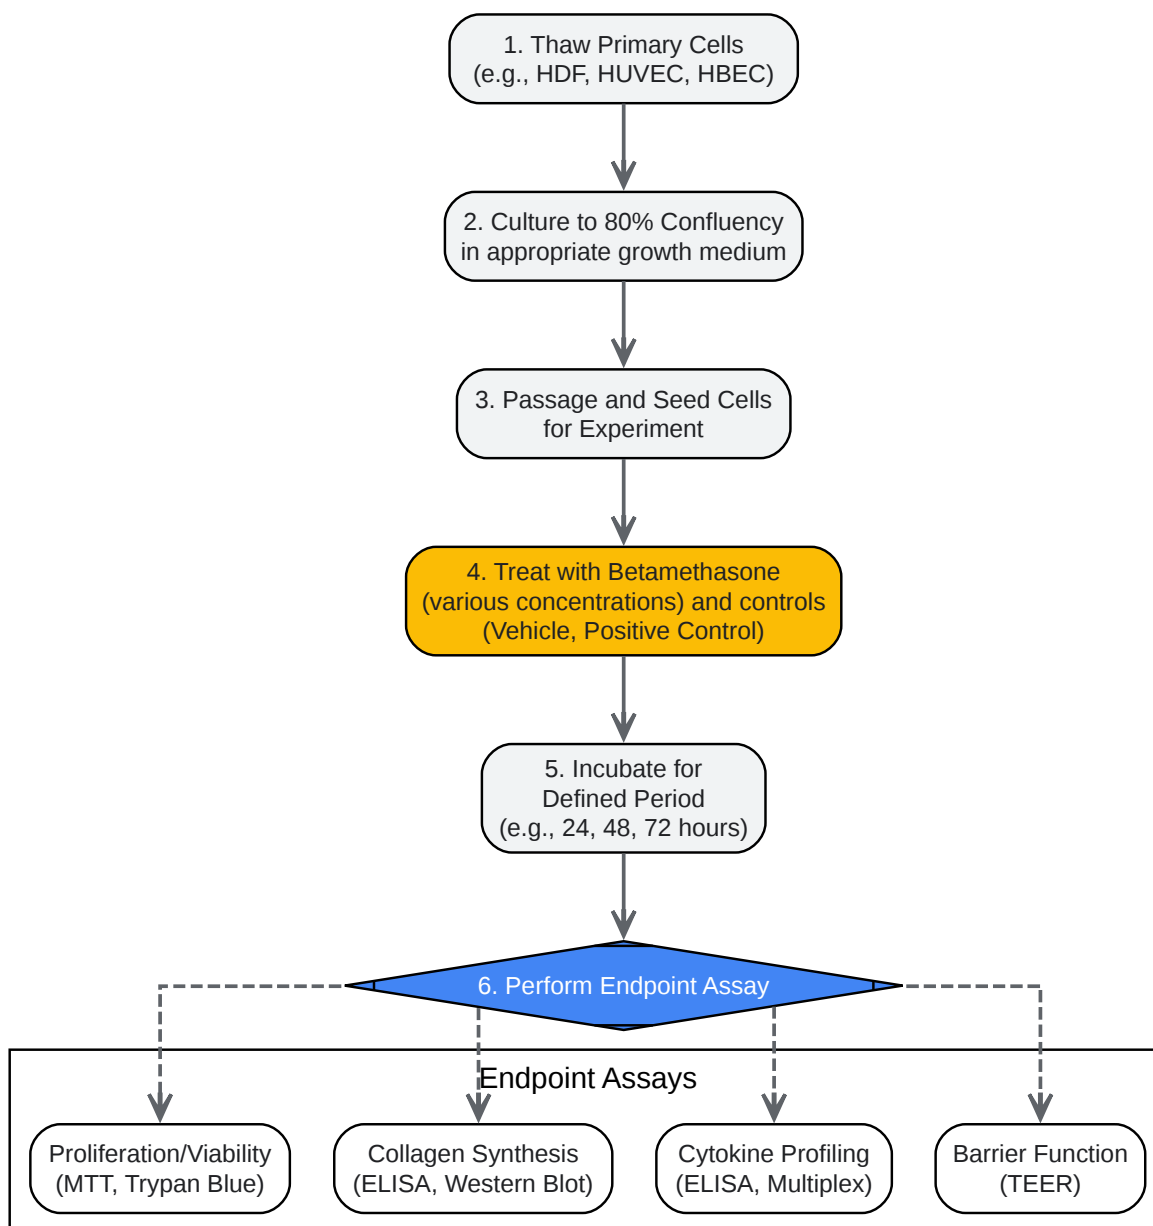 1. Thaw Primary Cells
(e.g., HDF, HUVEC, HBEC)
2. Culture to 80% Confluency
in appropriate growth medium
3. Passage and Seed Cells
for Experiment
4. Treat with Betamethasone
(various concentrations) and controls
(Vehicle, Positive Control)
5. Incubate for
Defined Period
(e.g., 24, 48, 72 hours)
6. Perform Endpoint Assay
Endpoint Assays
Proliferation/Viability
(MTT, Trypan Blue)
Collagen Synthesis
(ELISA, Western Blot)
Cytokine Profiling
(ELISA, Multiplex)
Barrier Function
(TEER)